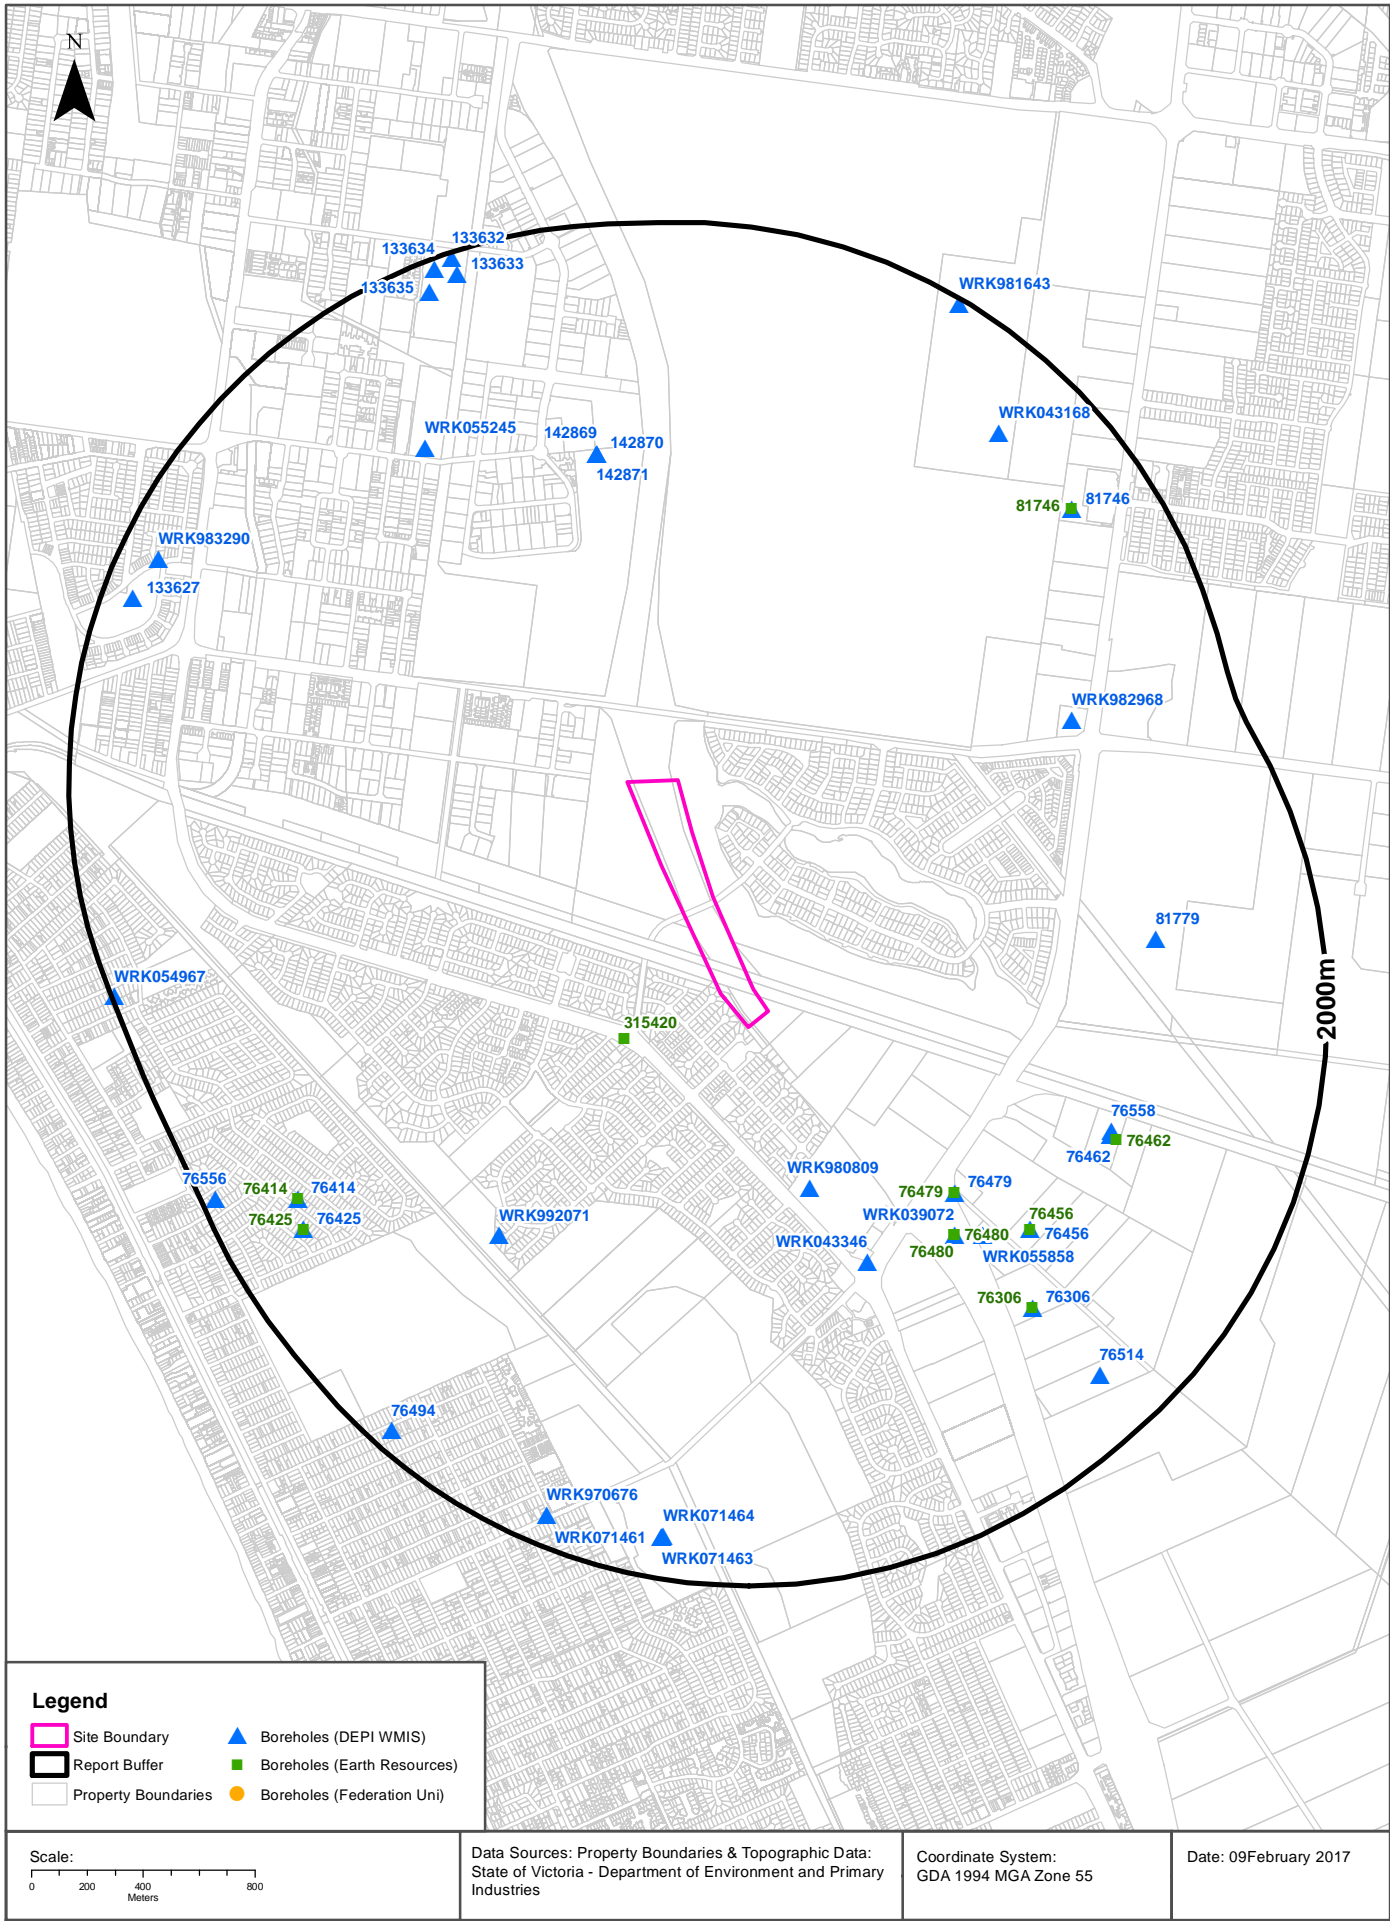 N
133632
133634
133633
133635
WRK981643
WRK043168
WRK055245
142869
142870
142871
81746
81746
WRK983290
133627
WRK982968
81779
WRK054967
2000m
315420
76558
76462
76462
WRK980809
76556
76414
76414
76479
76479
76425
76425
WRK992071
WRK039072
76456
76456
76480
76480
WRK043346
WRK055858
76306
76306
76514
76494
WRK970676
WRK071464
WRK071461
WRK071463
Legend
Site Boundary
Boreholes (DEPI WMIS)
Report Buffer
Boreholes (Earth Resources)
Property Boundaries
Boreholes (Federation Uni)
Scale:
0 200 400 800
Meters
Data Sources: Property Boundaries & Topographic Data:
State of Victoria - Department of Environment and Primary
Industries
Coordinate System:
GDA 1994 MGA Zone 55
Date: 09February 2017